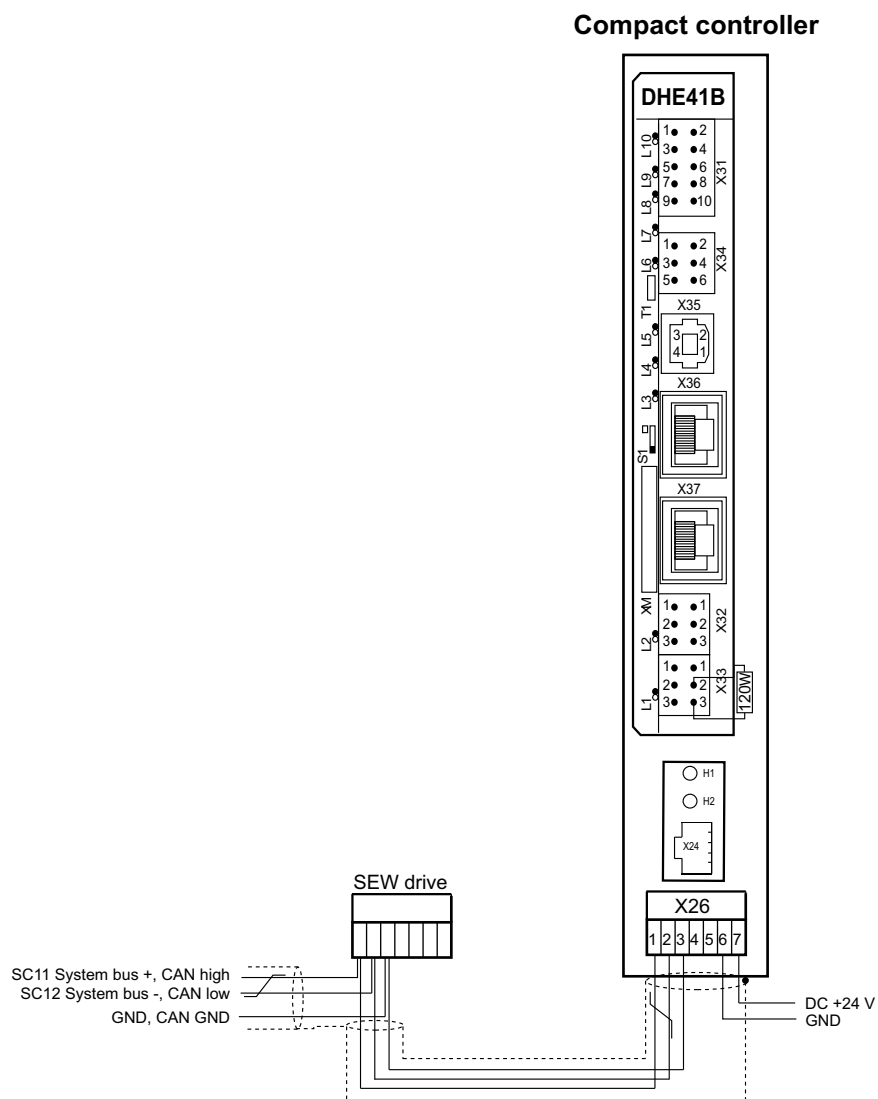 Compact controller
DHE41B
L10
L9
L8
L7
L6
T1
L5
L4
L3
S1
XM
L2
L1
1 2
3 4
5 6
7 8
9 10
X31
1 2
3 4
5 6
X34
X35
3 2
4 1
X36
X37
1 1
2 2
3 3
X32
1 1
2 2
3 3
X33
120W
H1
H2
X24
SEW drive
X26
1 2 3 4 5 6 7
SC11 System bus +, CAN high
SC12 System bus -, CAN low
GND, CAN GND
DC +24 V
GND